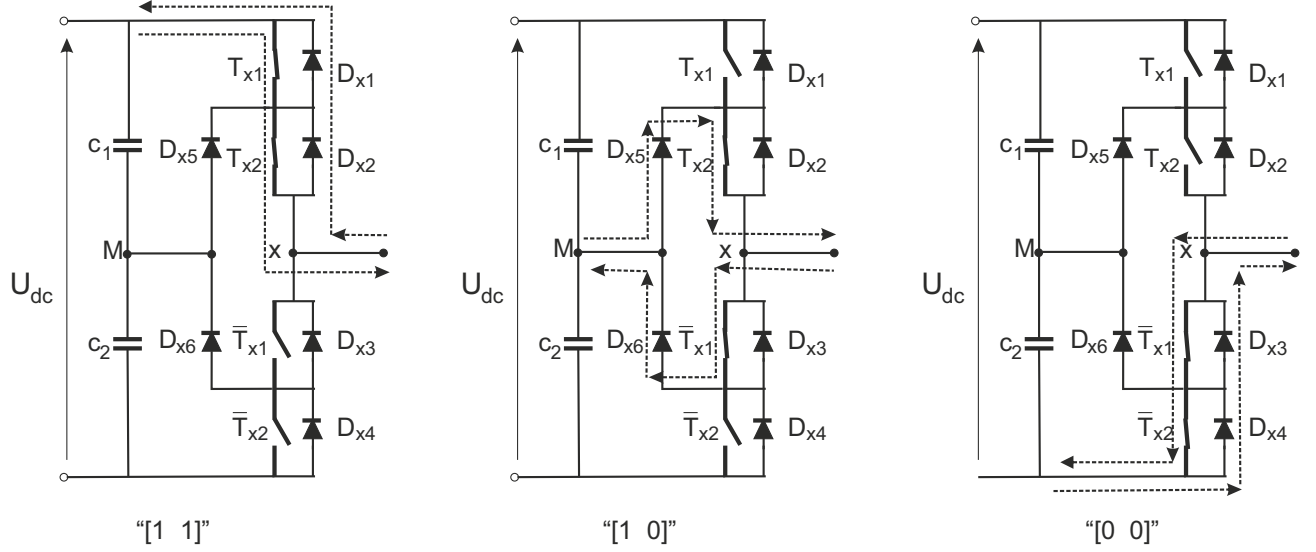 Tx1 Dx1
c1 Dx5 Tx2 Dx2
M x
Udc
c2 Dx6 T̅x1 Dx3
T̅x2 Dx4
“[1 1]”
Tx1 Dx1
c1 Dx5 Tx2 Dx2
M x
Udc
c2 Dx6 T̅x1 Dx3
T̅x2 Dx4
“[1 0]”
Tx1 Dx1
c1 Dx5 Tx2 Dx2
M x
Udc
c2 Dx6 T̅x1 Dx3
T̅x2 Dx4
“[0 0]”